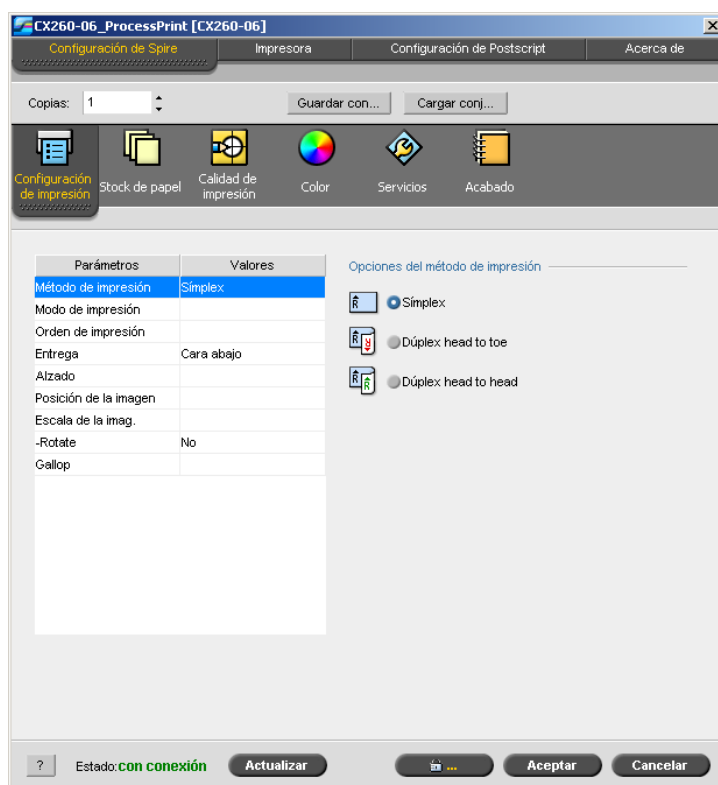 CX260-06_ProcessPrint [CX260-06]
Configuración de Spire Impresora Configuración de Postscript Acerca de
Copias: 1 Guardar con... Cargar conj...
Configuración de impresión
Stock de papel
Calidad de impresión
Color
Servicios
Acabado
Parámetros Valores
Método de impresión Símplex
Modo de impresión
Orden de impresión
Entrega Cara abajo
Alzado
Posición de la imagen
Escala de la imag.
-Rotate No
Gallop
Opciones del método de impresión
Símplex
Dúplex head to toe
Dúplex head to head
? Estado:con conexión Actualizar ... Aceptar Cancelar